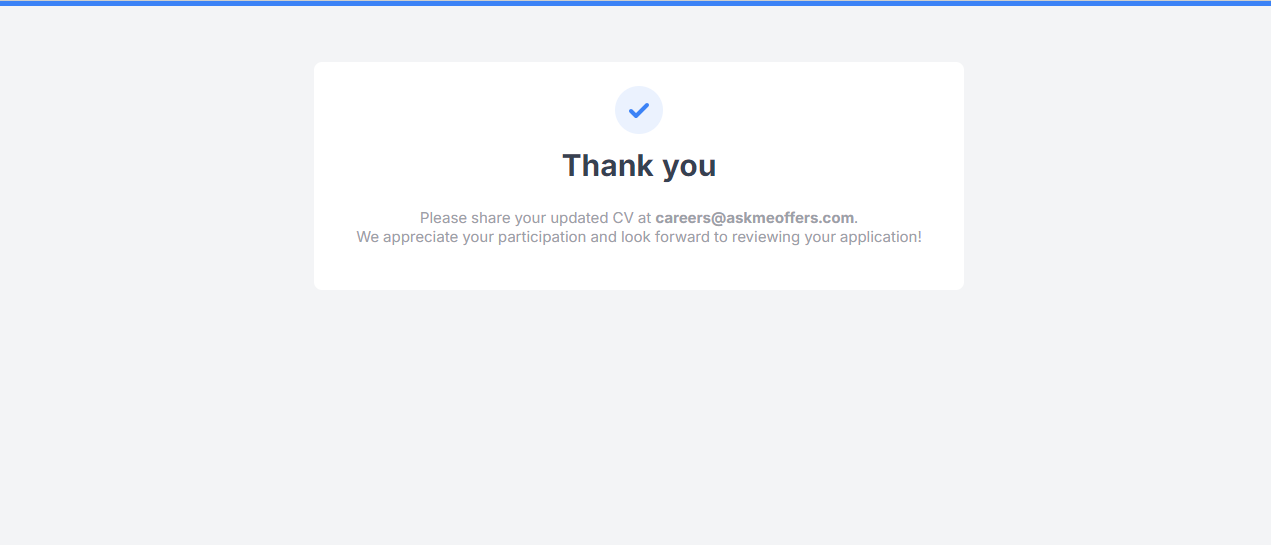 Thank you
Please share your updated CV at careers@askmeoffers.com.
We appreciate your participation and look forward to reviewing your application!